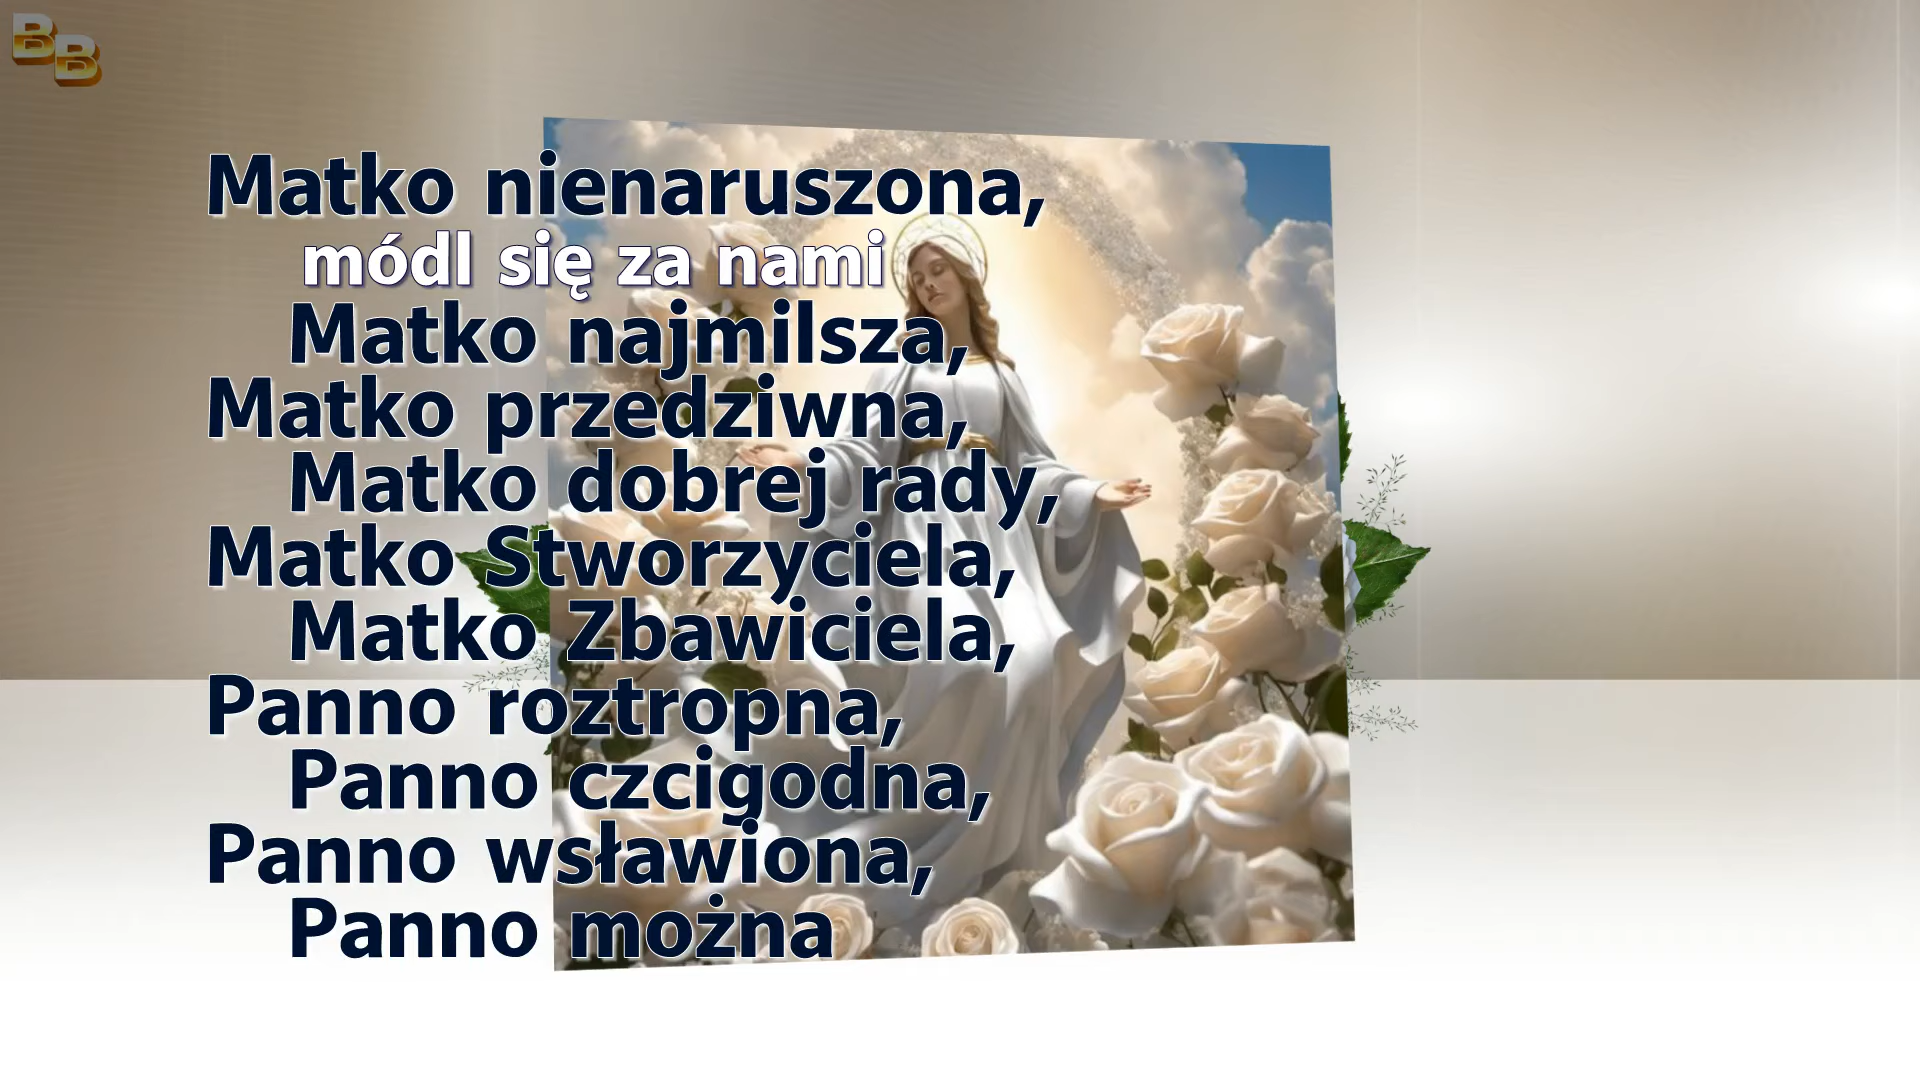 BB
Matko nienaruszona,
módl się za nami
Matko najmilsza,
Matko przedziwna,
Matko dobrej rady,
Matko Stworzyciela,
Matko Zbawiciela,
Panno roztropna,
Panno czcigodna,
Panno wsławiona,
Panno można